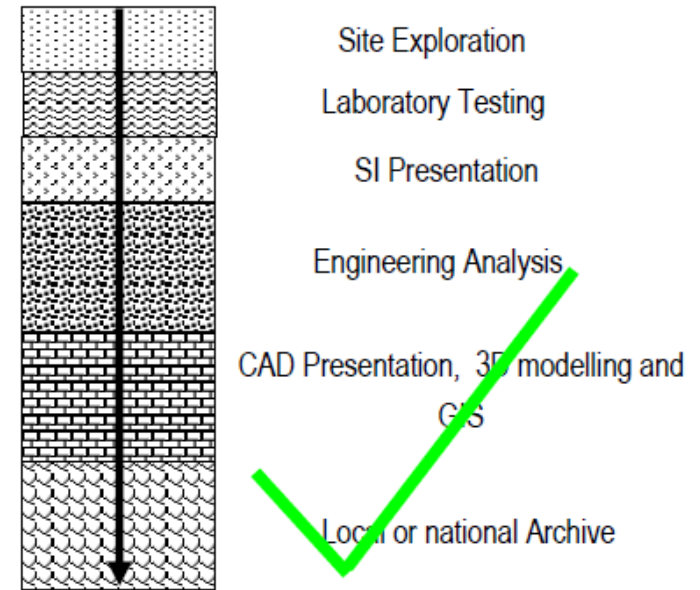 Site Exploration
Laboratory Testing
SI Presentation
Engineering Analysis
CAD Presentation, 3D modelling and
GIS
Local or national Archive